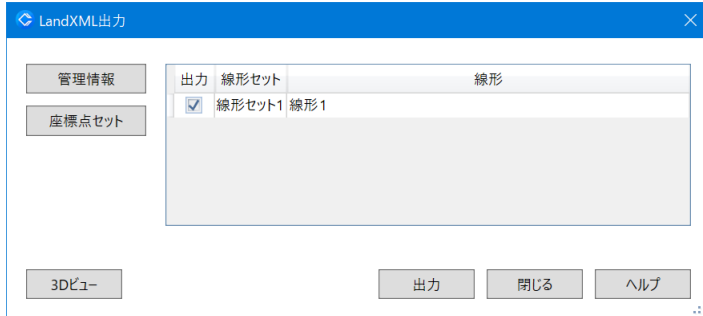 LandXML出力
管理情報
座標点セット
出力 線形セット 線形
線形セット1 線形1
3Dビュー
出力 閉じる ヘルプ